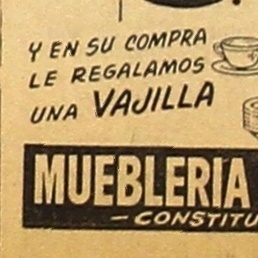 Y EN SU COMPRA
LE REGALAMOS
UNA VAJILLA
MUEBLERIA